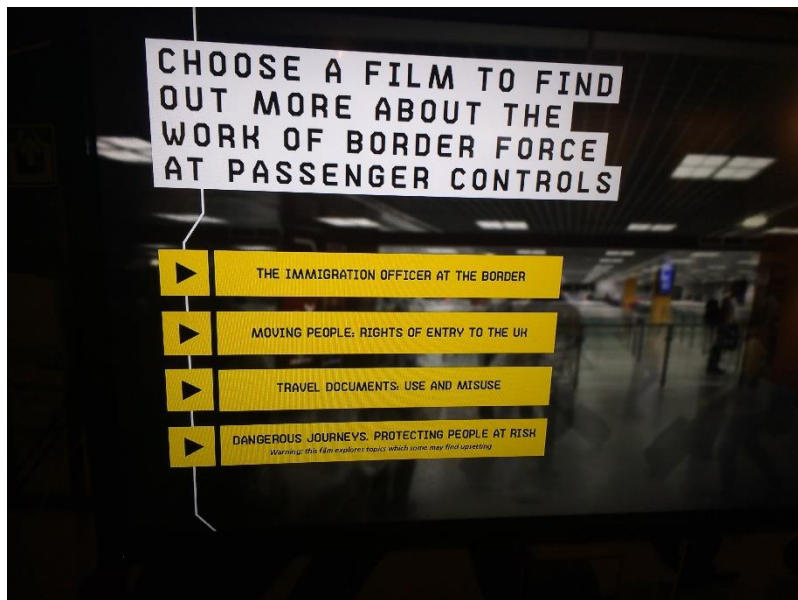 CHOOSE A FILM TO FIND
OUT MORE ABOUT THE
WORK OF BORDER FORCE
AT PASSENGER CONTROLS
THE IMMIGRATION OFFICER AT THE BORDER
MOVING PEOPLE: RIGHTS OF ENTRY TO THE UK
TRAVEL DOCUMENTS: USE AND MISUSE
DANGEROUS JOURNEYS. PROTECTING PEOPLE AT RISK
Warning: this film explores topics which some may find upsetting